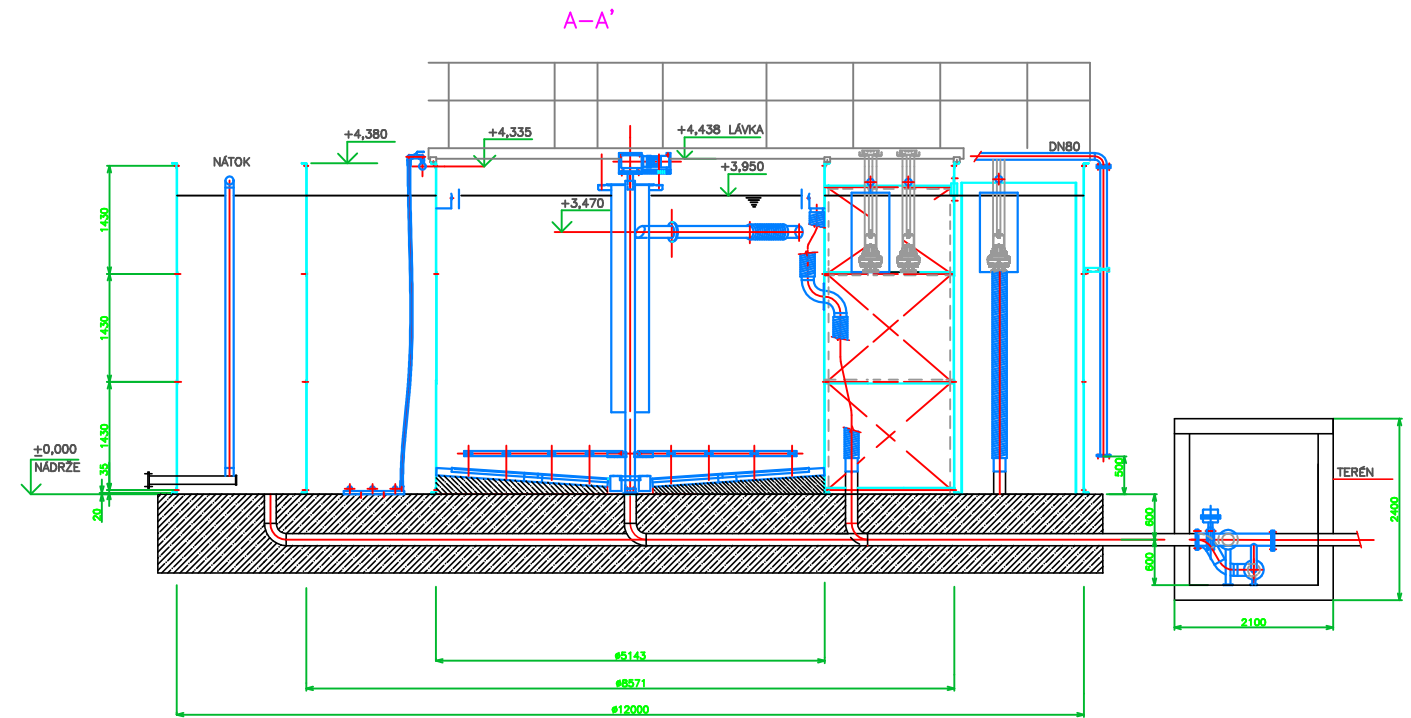 A-A'
+4,380
+4,335
+4,438 LÁVKA
DN80
NÁTOK
+3,950
+3,470
1430
1430
1430
35
±0,000
NÁDRŽE
20
500
TERÉN
600
600
2400
2100
ø5143
ø8571
ø12000